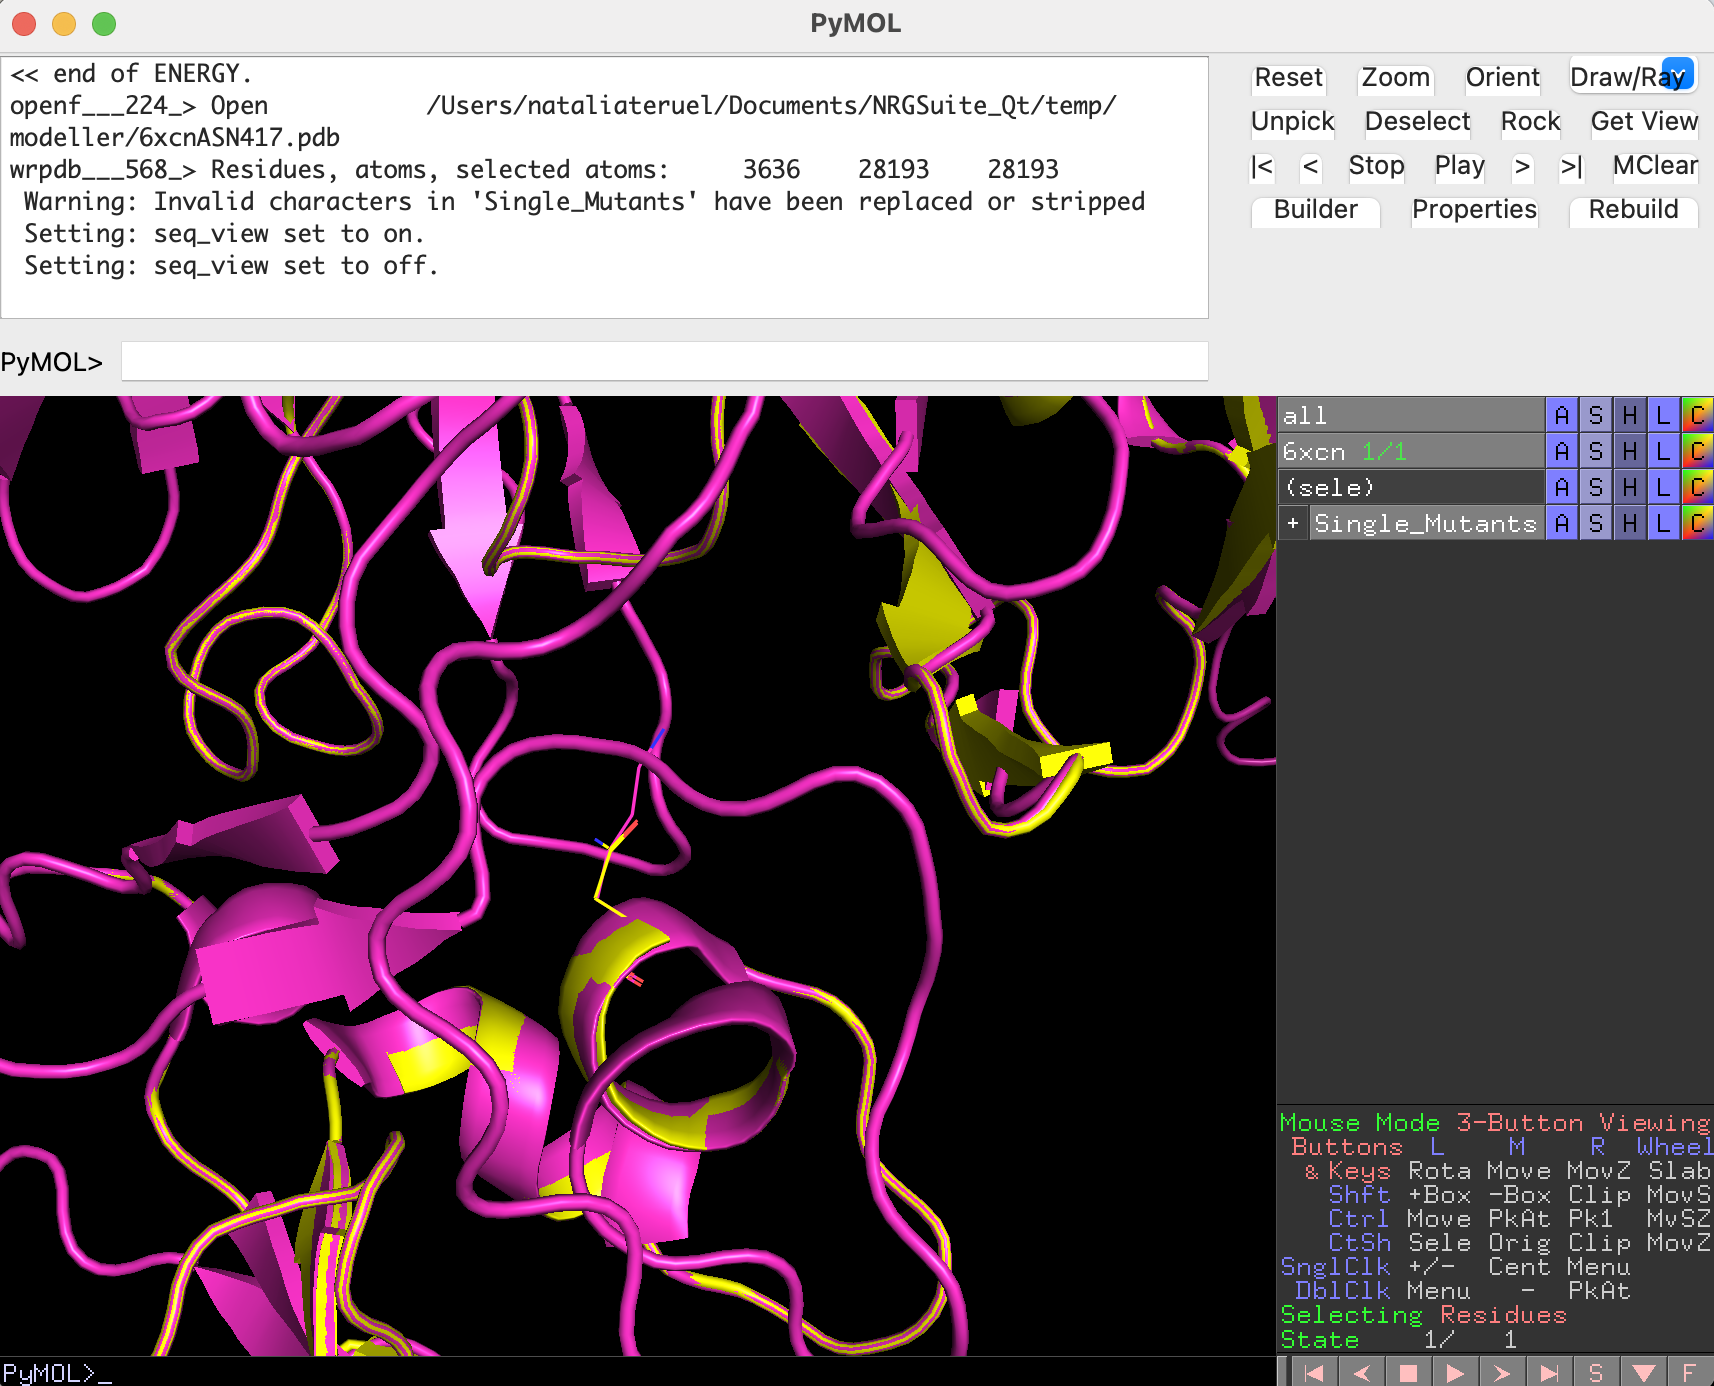 PyMOL
<< end of ENERGY.
openf___224_> Open           /Users/nataliateruel/Documents/NRGSuite_Qt/temp/
modeller/6xcnASN417.pdb
wrpdb___568_> Residues, atoms, selected atoms:     3636    28193    28193
Warning: Invalid characters in 'Single_Mutants' have been replaced or stripped
Setting: seq_view set to on.
Setting: seq_view set to off.
PyMOL>
Reset Zoom Orient Draw/Ray
Unpick Deselect Rock Get View
|< < Stop Play > >| MClear
Builder Properties Rebuild
all A S H L C
6xcn 1/1 A S H L C
(sele) A S H L C
+ Single_Mutants A S H L C
Mouse Mode 3-Button Viewing
Buttons L M R Wheel
& Keys Rota Move MovZ Slab
Shft +Box -Box Clip MovS
Ctrl Move PkAt Pk1 MvSZ
CtSh Sele Orig Clip MovZ
SnglClk +/- Cent Menu
DblClk Menu - PkAt
Selecting Residues
State 1/ 1
PyMOL>_
S F